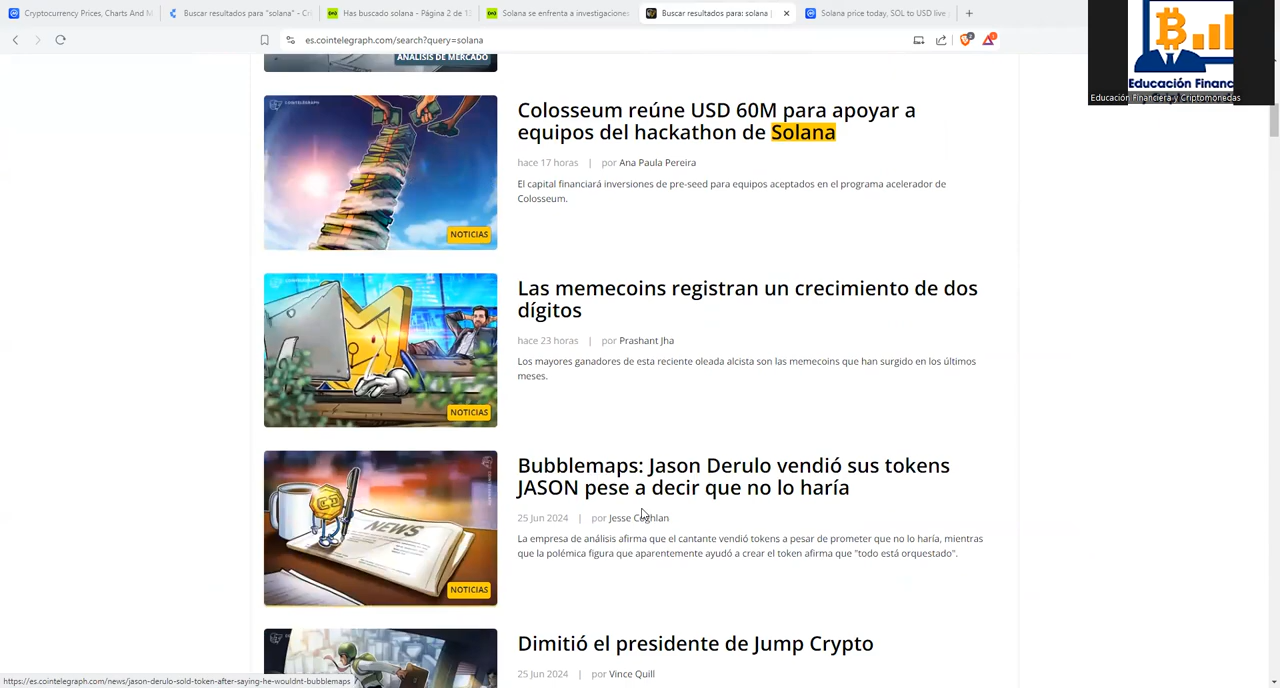 Cryptocurrency Prices, Charts And M
Buscar resultados para "solana" - Cri
Has buscado solana - Página 2 de 13
Solana se enfrenta a investigaciones
Buscar resultados para: solana |
Solana price today, SOL to USD live
es.cointelegraph.com/search?query=solana
Educación Financ
Educación Financiera y Criptomonedas
ANÁLISIS DE MERCADO
COINTELEGRAPH
NOTICIAS
Colosseum reúne USD 60M para apoyar a
equipos del hackathon de Solana
hace 17 horas | por Ana Paula Pereira
El capital financiará inversiones de pre-seed para equipos aceptados en el programa acelerador de
Colosseum.
COINTELEGRAPH
NOTICIAS
Las memecoins registran un crecimiento de dos
dígitos
hace 23 horas | por Prashant Jha
Los mayores ganadores de esta reciente oleada alcista son las memecoins que han surgido en los últimos
meses.
NEWS
NOTICIAS
Bubblemaps: Jason Derulo vendió sus tokens
JASON pese a decir que no lo haría
25 Jun 2024 | por Jesse Coghlan
La empresa de análisis afirma que el cantante vendió tokens a pesar de prometer que no lo haría, mientras
que la polémica figura que aparentemente ayudó a crear el token afirma que "todo está orquestado".
Dimitió el presidente de Jump Crypto
25 Jun 2024 | por Vince Quill
https://es.cointelegraph.com/news/jason-derulo-sold-token-after-saying-he-wouldnt-bubblemaps